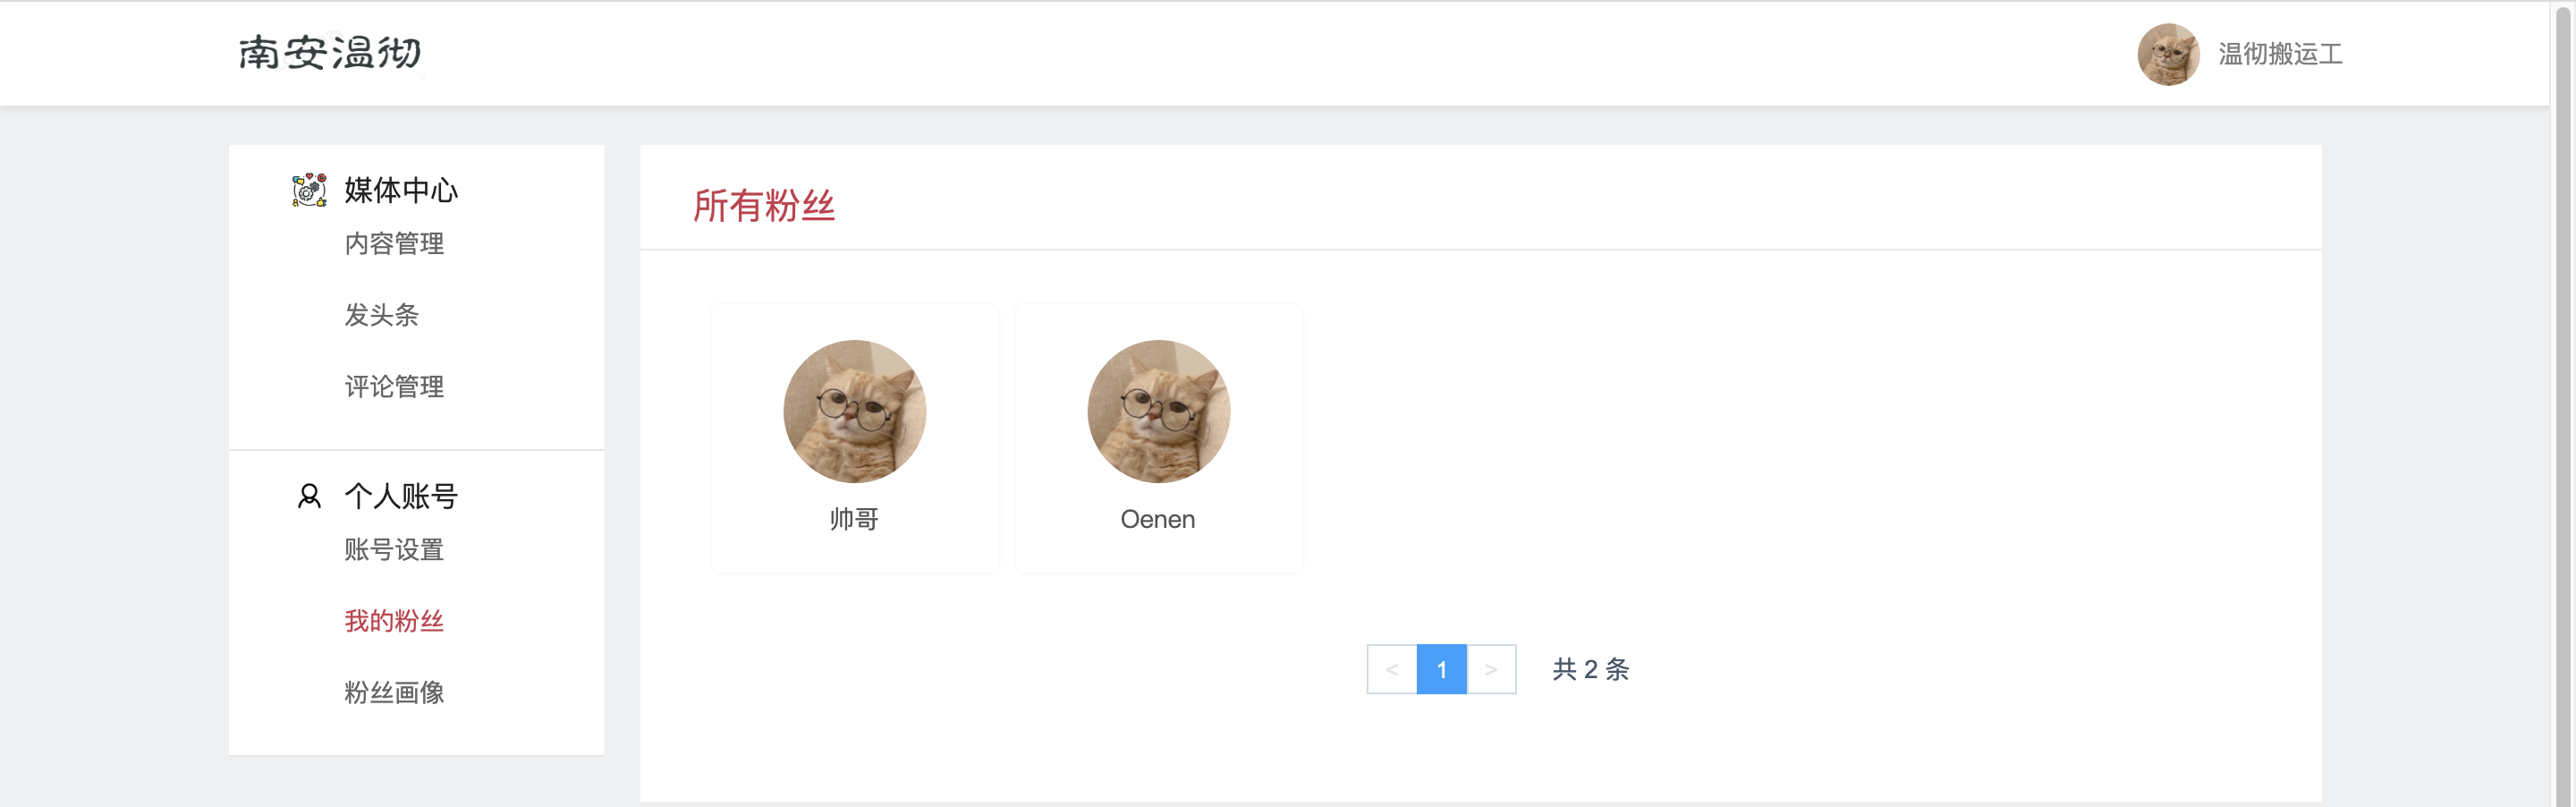 南安温彻
温彻搬运工
媒体中心
内容管理
发头条
评论管理
个人账号
账号设置
我的粉丝
粉丝画像
所有粉丝
帅哥
Oenen
< 1 > 共 2 条